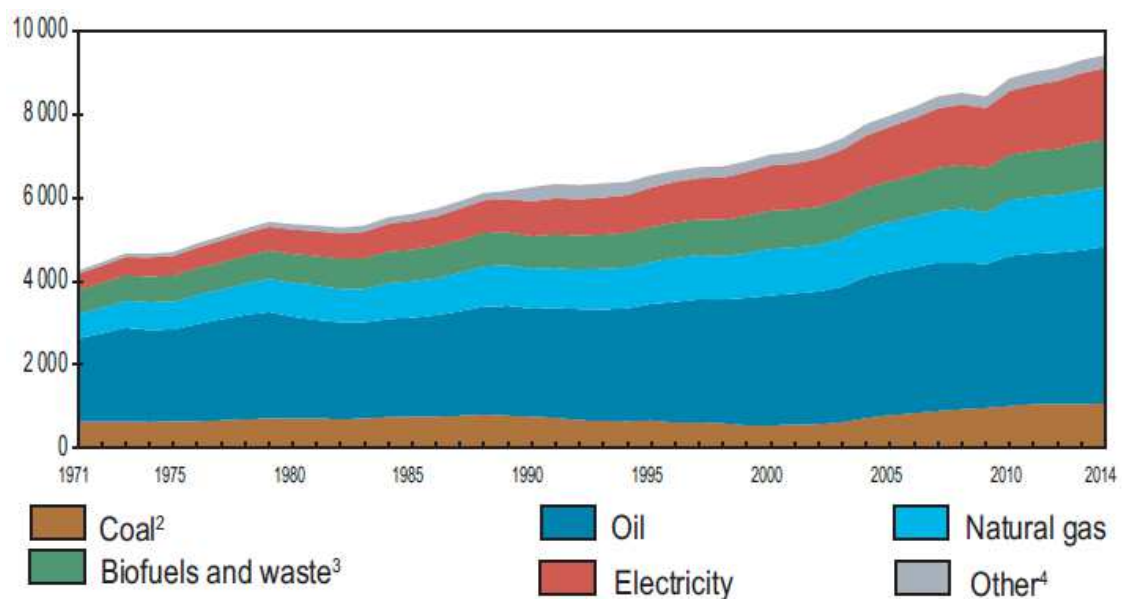 10 000
8 000
6 000
4 000
2 000
0
1971 1975 1980 1985 1990 1995 2000 2005 2010 2014
Coal² Oil Natural gas
Biofuels and waste³ Electricity Other⁴